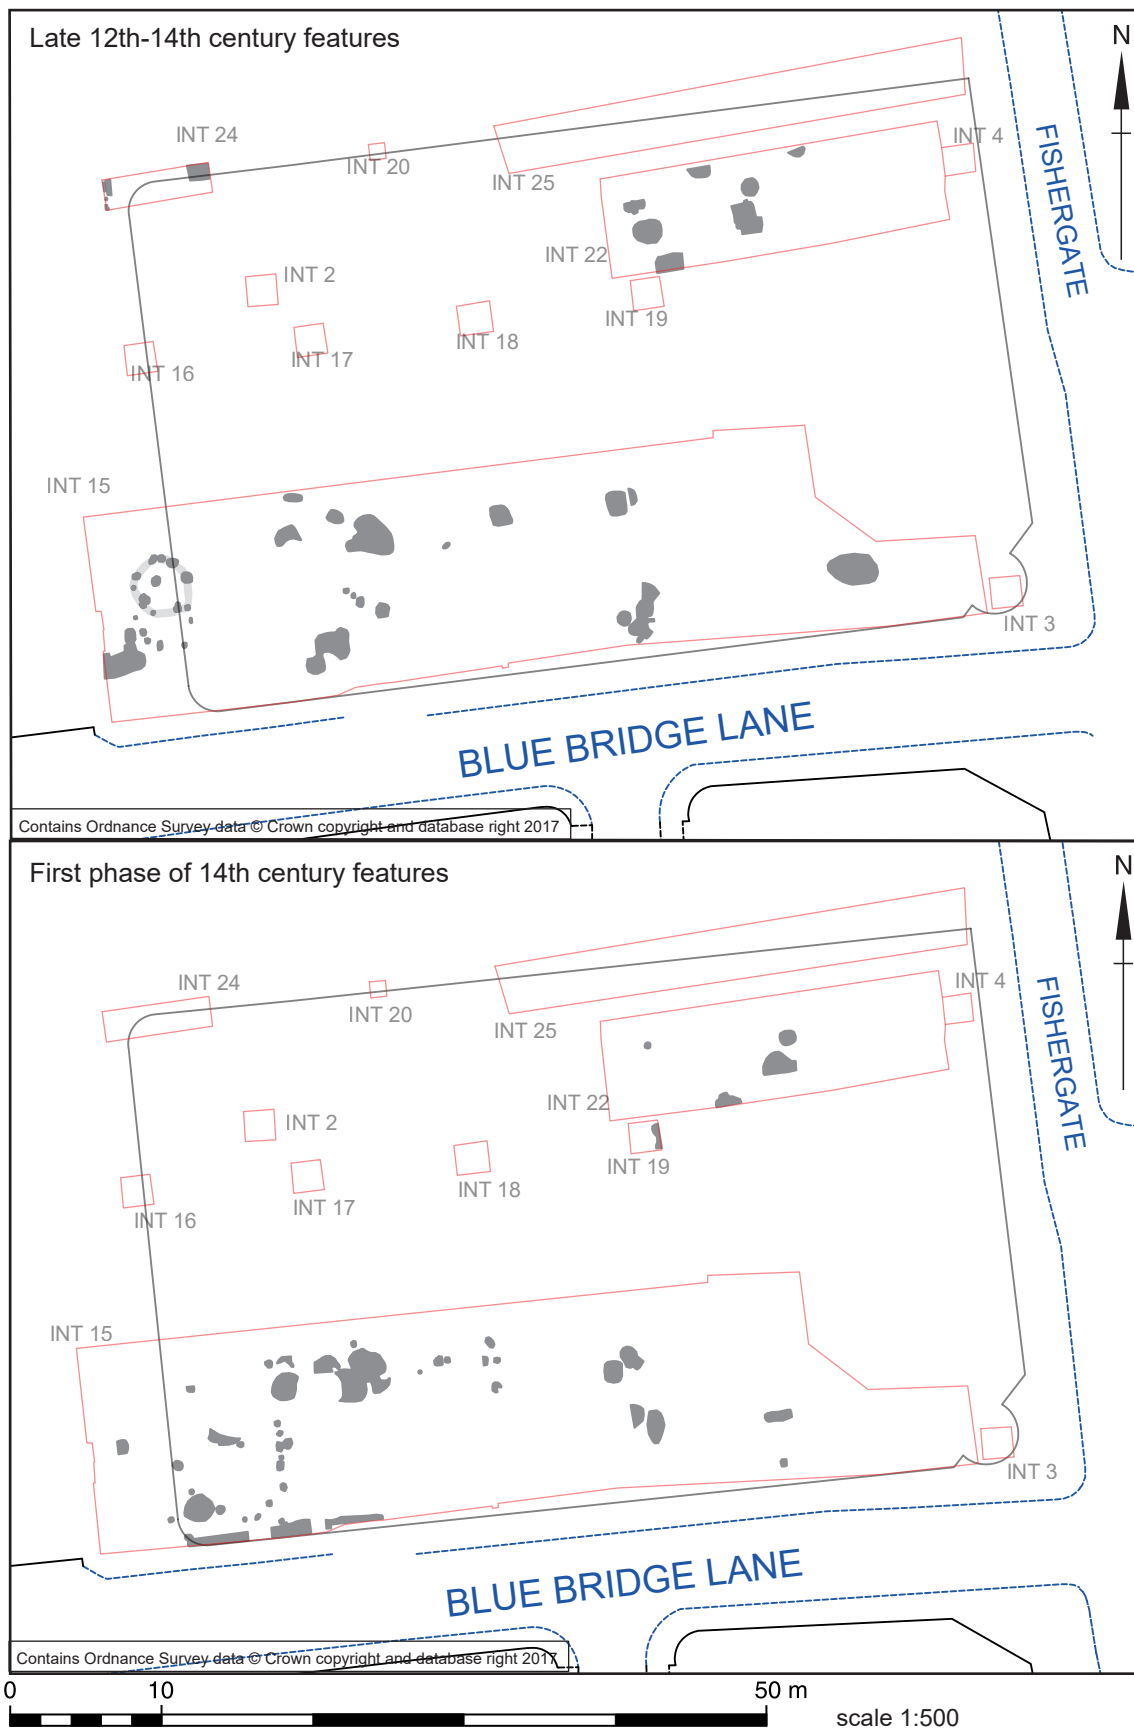 Late 12th-14th century features
N
INT 24
INT 20
INT 25
INT 4
FISHERGATE
INT 22
INT 2
INT 19
INT 18
INT 17
INT 16
INT 15
INT 3
BLUE BRIDGE LANE
Contains Ordnance Survey data © Crown copyright and database right 2017
First phase of 14th century features
N
INT 24
INT 20
INT 25
INT 4
FISHERGATE
INT 22
INT 2
INT 19
INT 18
INT 17
INT 16
INT 15
INT 3
BLUE BRIDGE LANE
Contains Ordnance Survey data © Crown copyright and database right 2017
0 10 50 m
scale 1:500